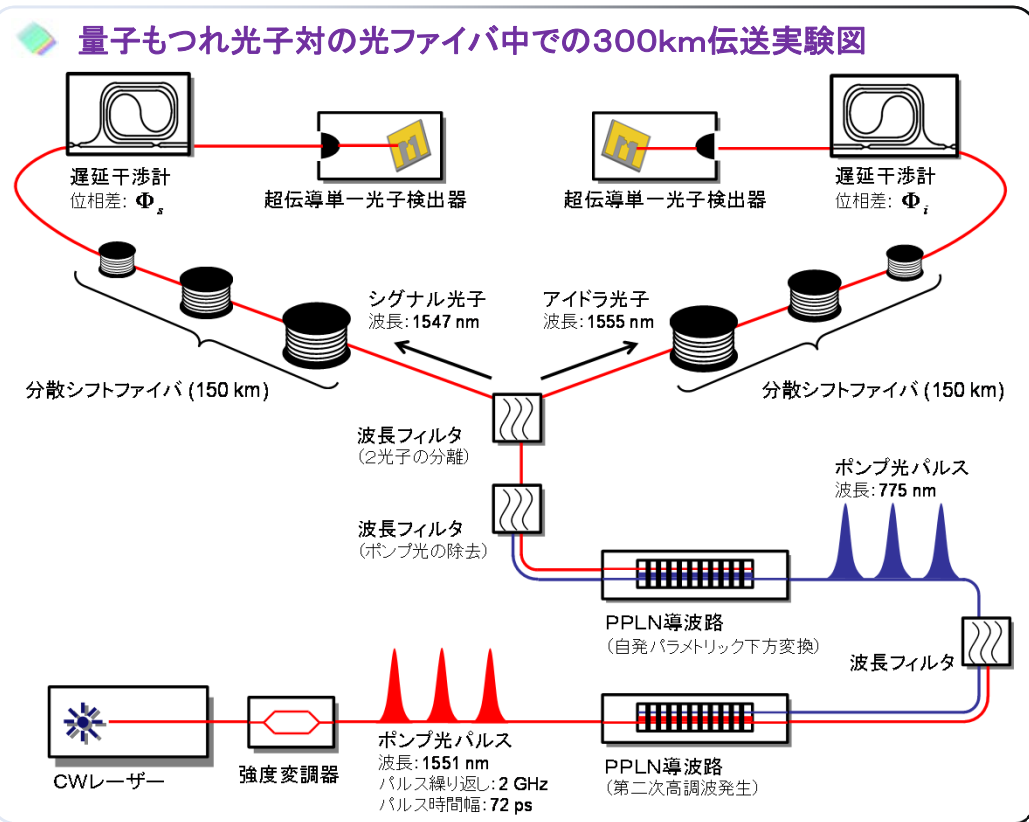 量子もつれ光子対の光ファイバ中での300km伝送実験図
遅延干渉計
位相差: Φs
超伝導単一光子検出器
超伝導単一光子検出器
遅延干渉計
位相差: Φi
シグナル光子
波長: 1547 nm
アイドラ光子
波長: 1555 nm
分散シフトファイバ (150 km)
分散シフトファイバ (150 km)
波長フィルタ
(2光子の分離)
ポンプ光パルス
波長: 775 nm
波長フィルタ
(ポンプ光の除去)
PPLN導波路
(自発パラメトリック下方変換)
波長フィルタ
CWレーザー
強度変調器
ポンプ光パルス
波長: 1551 nm
パルス繰り返し: 2 GHz
パルス時間幅: 72 ps
PPLN導波路
(第二次高調波発生)